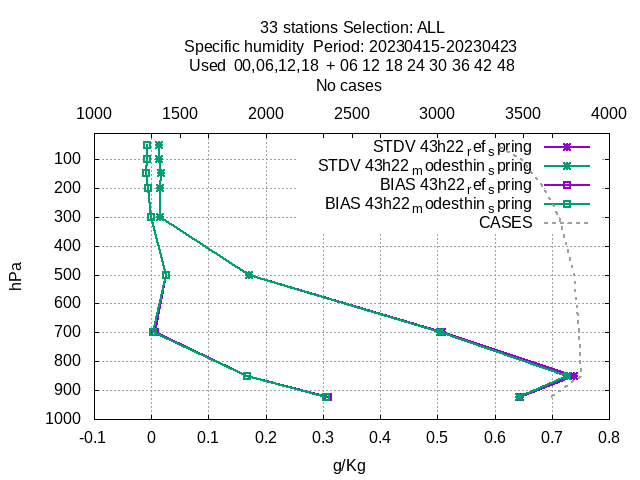 33 stations Selection: ALL
Specific humidity  Period: 20230415-20230423
Used  00,06,12,18  + 06 12 18 24 30 36 42 48
No cases
1000 1500 2000 2500 3000 3500 4000
STDV 43h22_ref_spring
STDV 43h22_modesthin_spring
BIAS 43h22_ref_spring
BIAS 43h22_modesthin_spring
CASES
100
200
300
400
500
600
700
800
900
1000
hPa
-0.1 0 0.1 0.2 0.3 0.4 0.5 0.6 0.7 0.8
g/Kg